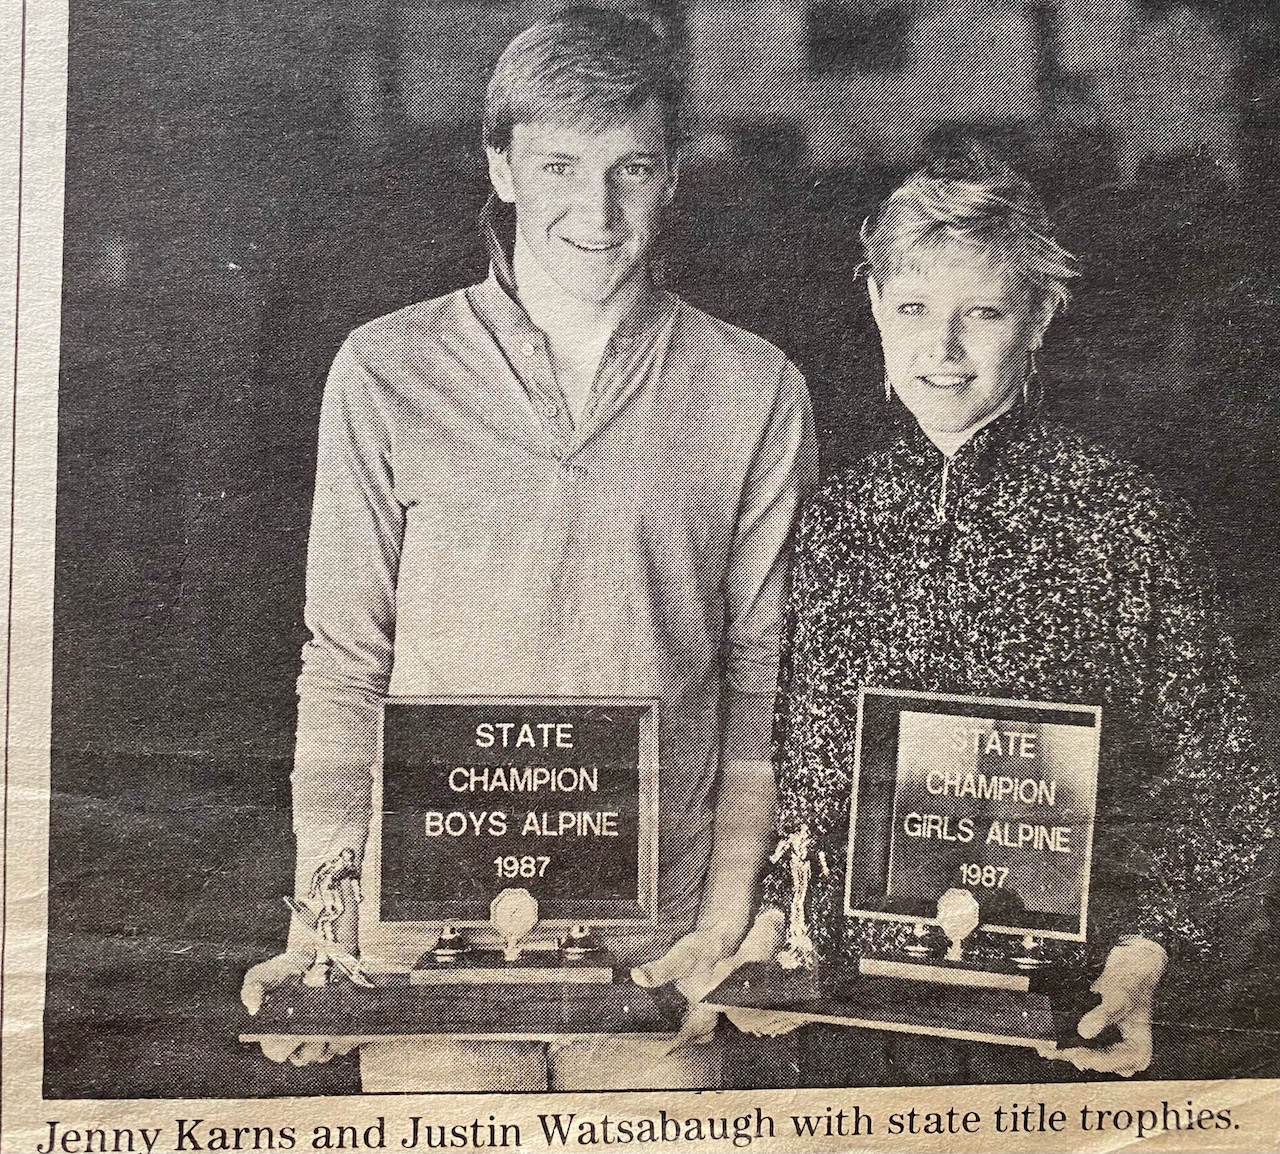 STATE
CHAMPION
BOYS ALPINE
1987
STATE
CHAMPION
GIRLS ALPINE
1987
Jenny Karns and Justin Watsabaugh with state title trophies.